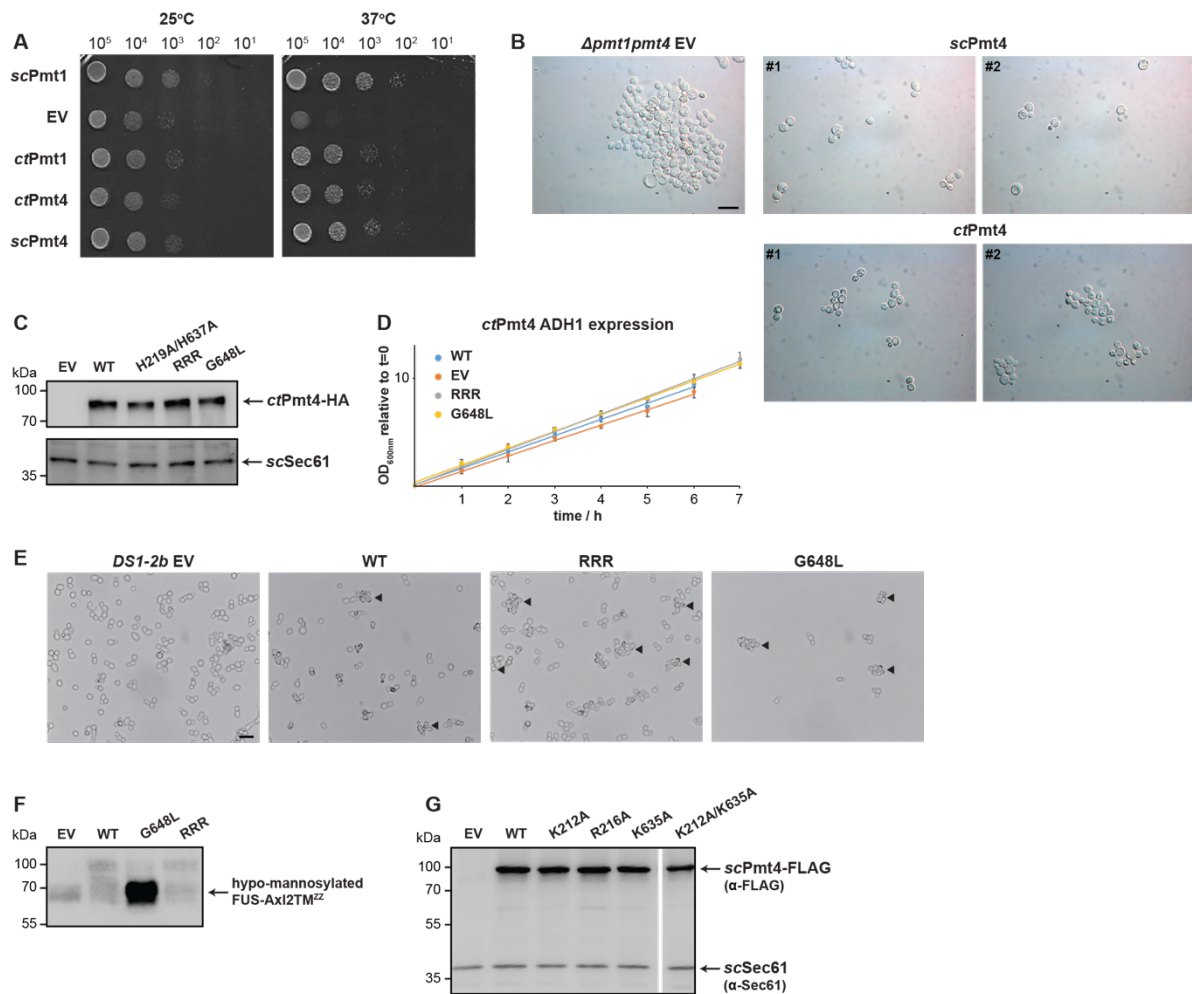 A
25°C
37°C
10⁵ 10⁴ 10³ 10² 10¹
10⁵ 10⁴ 10³ 10² 10¹
scPmt1
EV
ctPmt1
ctPmt4
scPmt4
B
Δpmt1pmt4 EV
scPmt4
#1
#2
ctPmt4
#1
#2
C
EV WT H219A/H637A RRR G648L
kDa
100
70
ctPmt4-HA
35
scSec61
D
ctPmt4 ADH1 expression
WT
EV
RRR
G648L
10
OD600nm relative to t=0
1 2 3 4 5 6 7
time / h
E
DS1-2b EV
WT
RRR
G648L
F
kDa
EV WT G648L RRR
100
70
55
hypo-mannosylated
FUS-Axl2TMZZ
G
kDa
EV WT K212A R216A K635A K212A/K635A
100
70
55
35
scPmt4-FLAG
(α-FLAG)
scSec61
(α-Sec61)